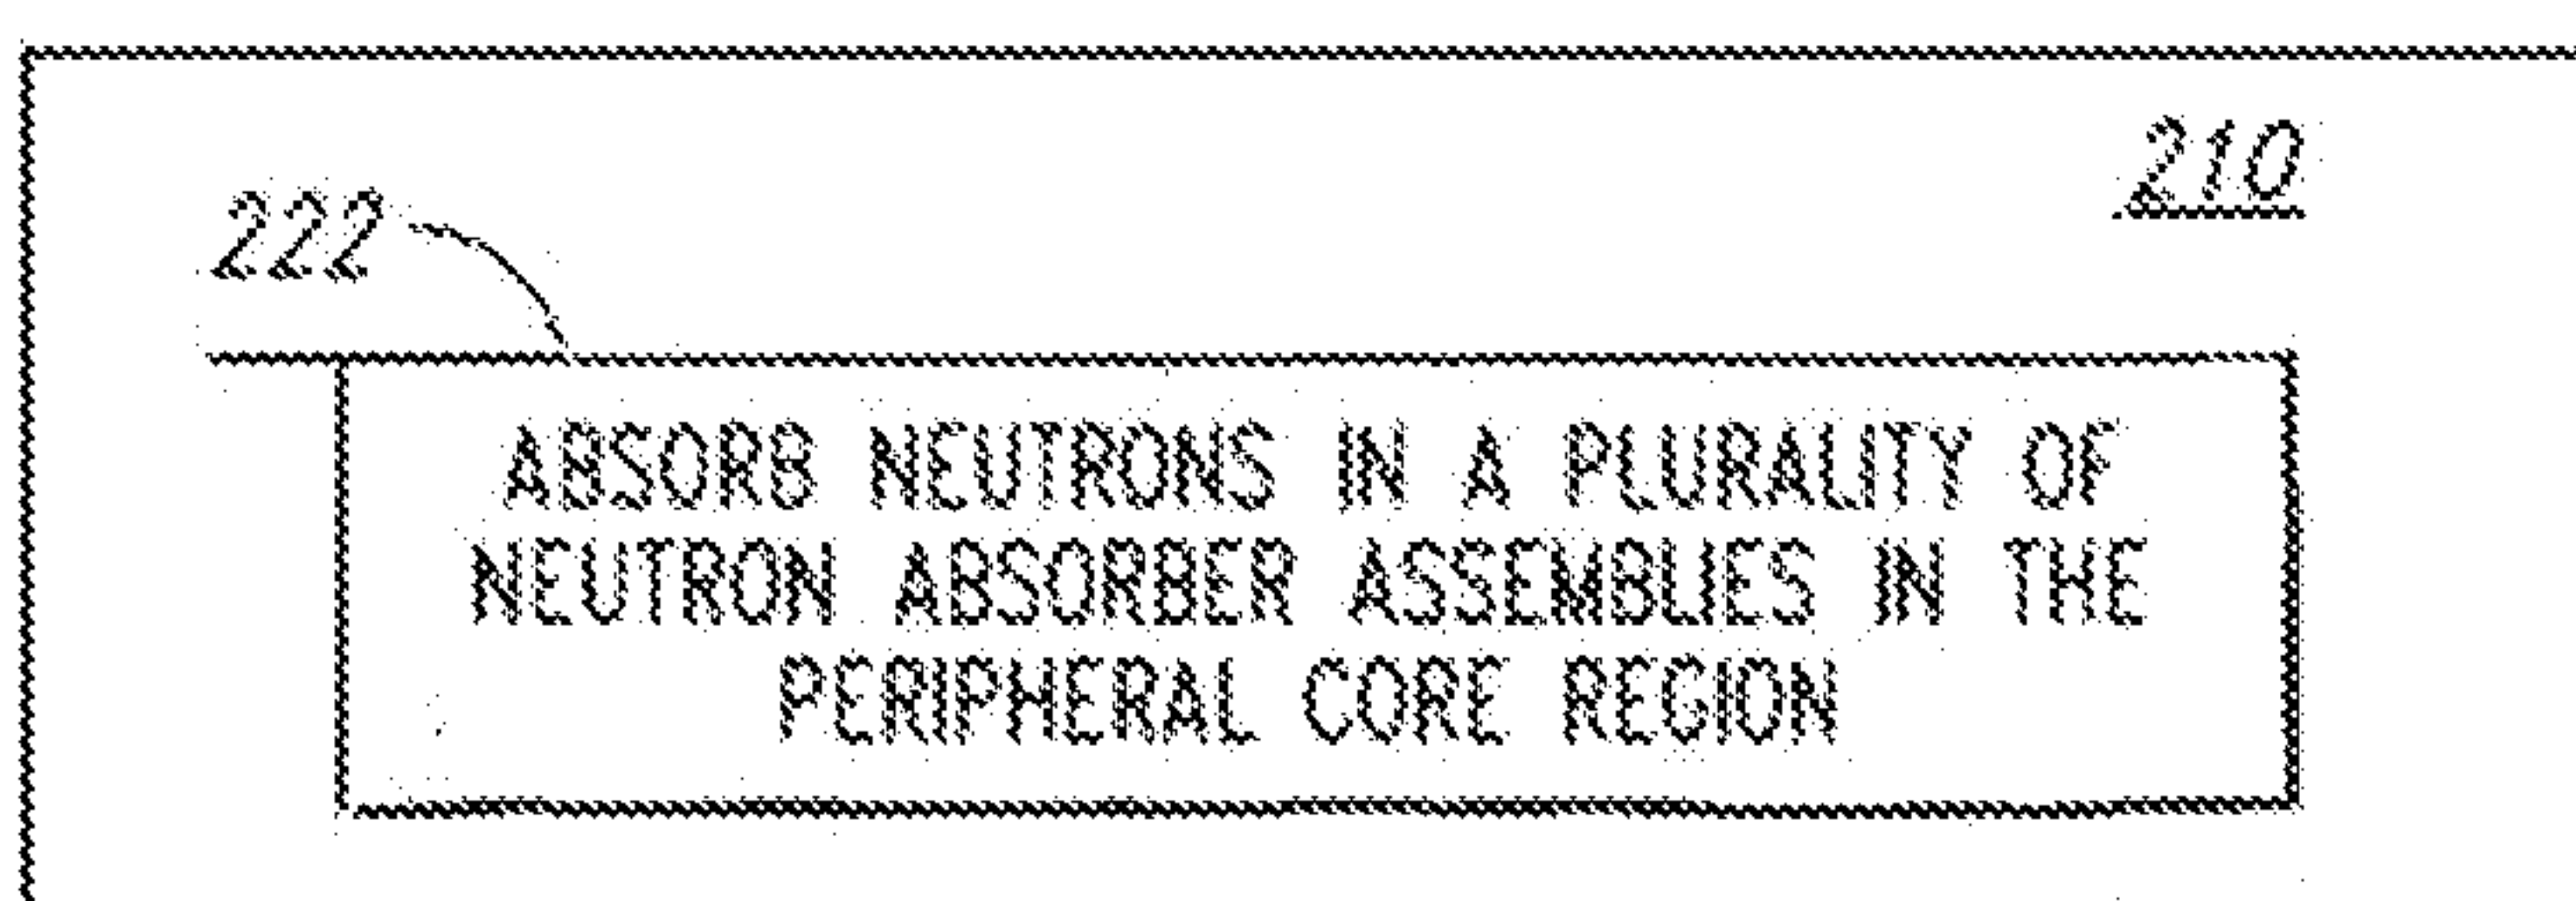 210
222
ABSORB NEUTRONS IN A PLURALITY OF
NEUTRON ABSORBER ASSEMBLIES IN THE
PERIPHERAL CORE REGION